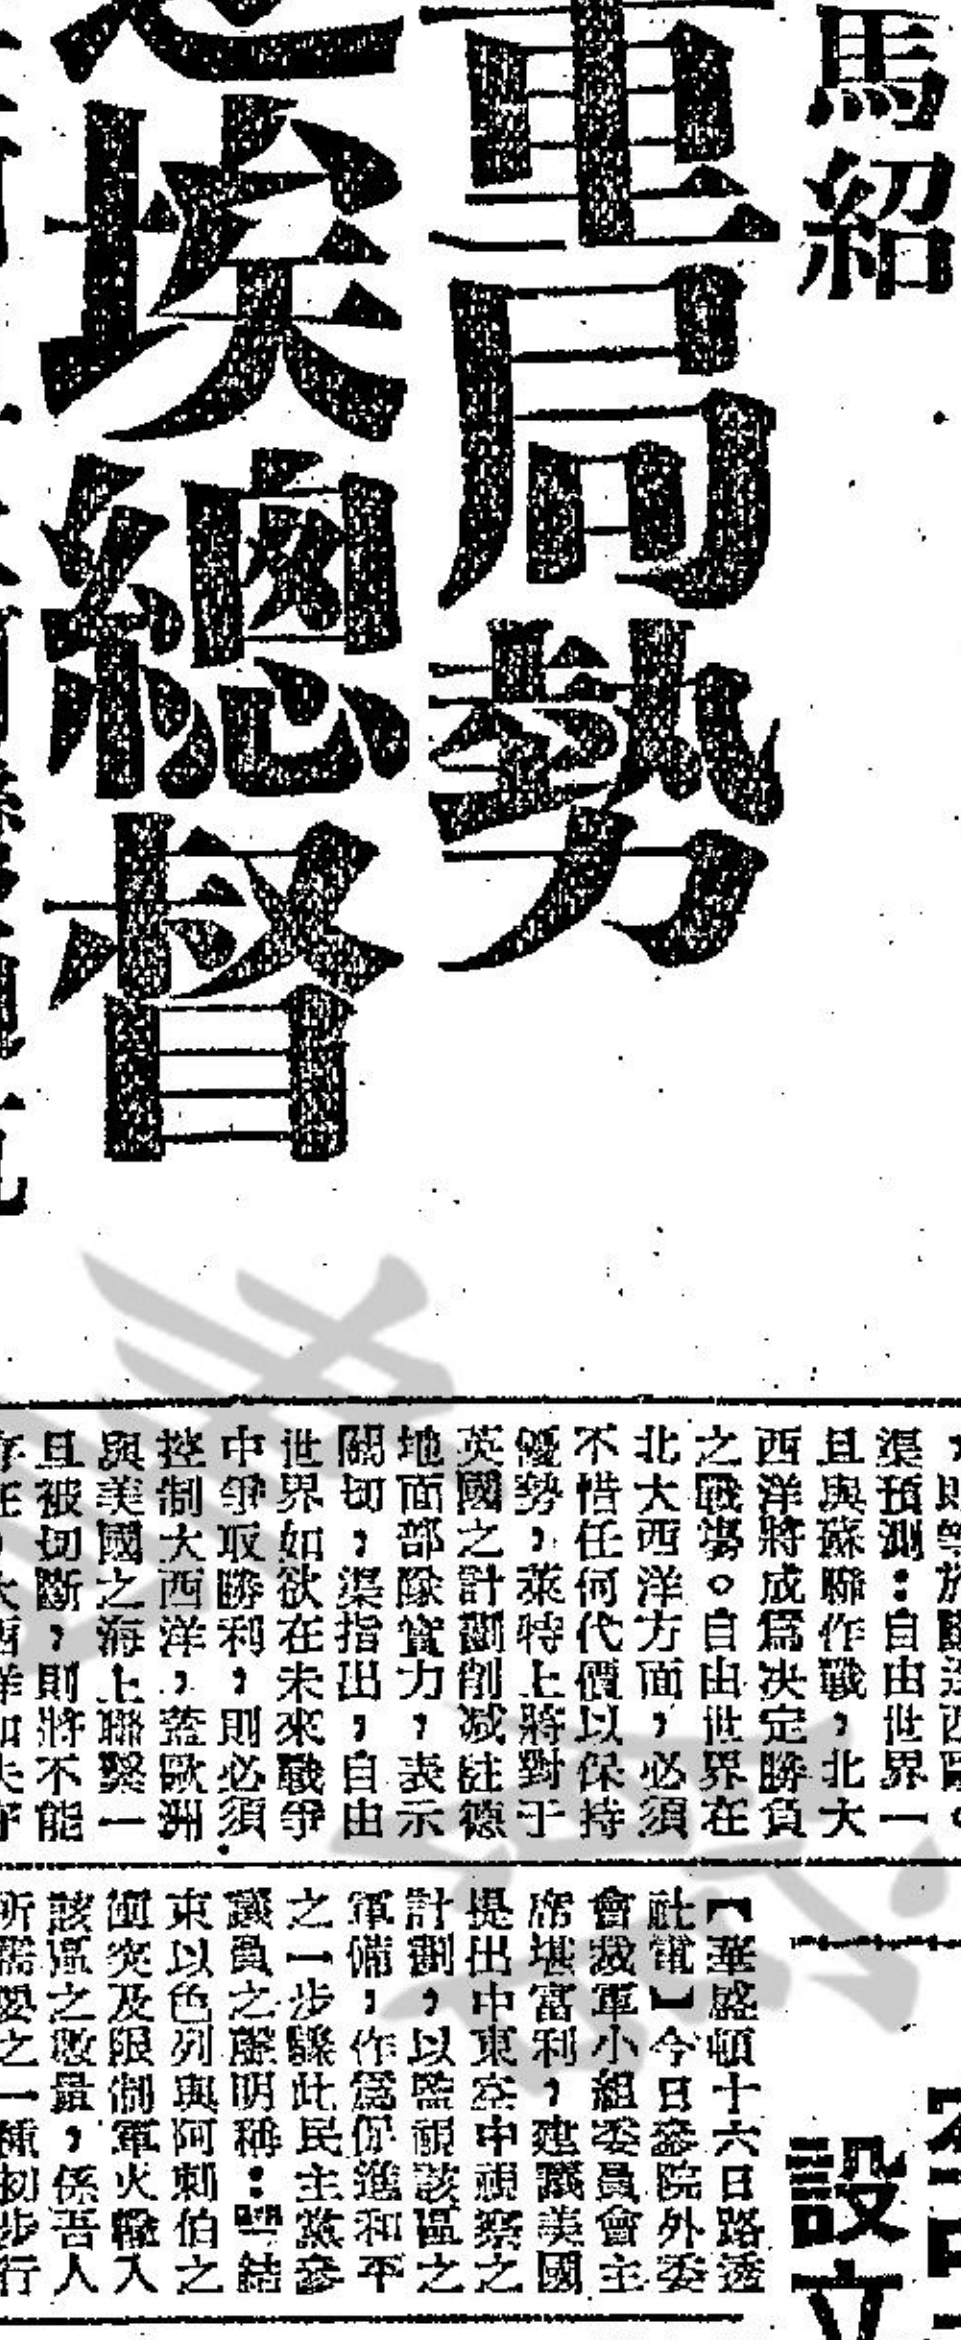 馬紹
重局勢
埃總督
渠預測：自由世界一
且與蘇聯作戰，北大
西洋將成爲决定勝負
之戰場。自由世界在
北大西洋方面，必須
不惜任何代價以保持
優勢，萊特上將對于
英國之計劃削減註德
地面部隊實力，表示
關切，渠指出，自由
世界如欲在未來戰爭
中爭取勝利，則必須
控制大西洋，蓋歐洲
與美國之海上聯繫一
且被切斷，則將不能
【華盛頓十六日路透
社電】今日參院外委
會裁軍小組委員會主
席堪富利，建議美國
提出中東空中視察之
計劃，以監視該區之
軍備，作爲促進和平
之一步驟此民主黨參
議員之聲明稱：凍結
東以色列與阿刺伯之
衝突及限制軍火輸入
該區之數量，係吾人
所需要之一種初步行
設立